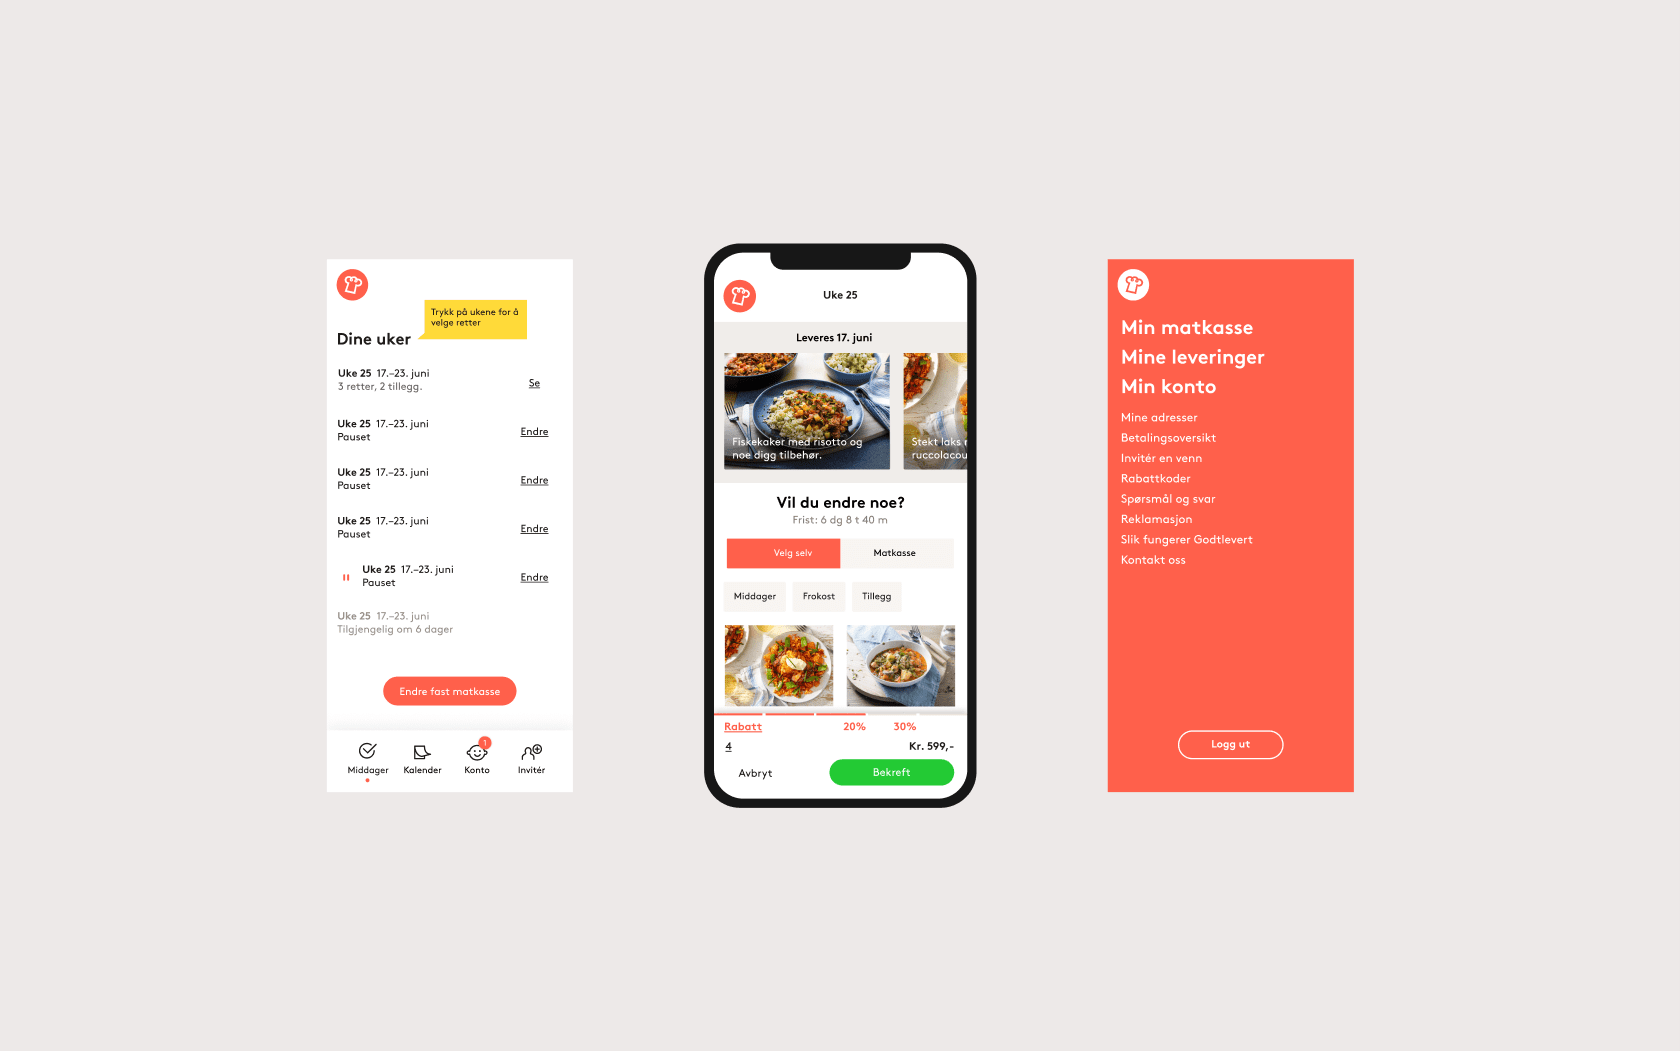 Trykk på ukene for å
velge retter
Dine uker
Uke 25 17.–23. juni
3 retter, 2 tillegg.
Se
Uke 25 17.–23. juni
Pauset
Endre
Uke 25 17.–23. juni
Pauset
Endre
Uke 25 17.–23. juni
Pauset
Endre
Uke 25 17.–23. juni
Pauset
Endre
Uke 25 17.–23. juni
Tilgjengelig om 6 dager
Endre fast matkasse
1
Middager
Kalender
Konto
Invitér
Uke 25
Leveres 17. juni
Fiskekaker med risotto og
noe digg tilbehør.
Stekt laks
ruccolacou
Vil du endre noe?
Frist: 6 dg 8 t 40 m
Velg selv
Matkasse
Middager
Frokost
Tillegg
Rabatt
20%
30%
4
Kr. 599,-
Avbryt
Bekreft
Min matkasse
Mine leveringer
Min konto
Mine adresser
Betalingsoversikt
Invitér en venn
Rabattkoder
Spørsmål og svar
Reklamasjon
Slik fungerer Godtlevert
Kontakt oss
Logg ut